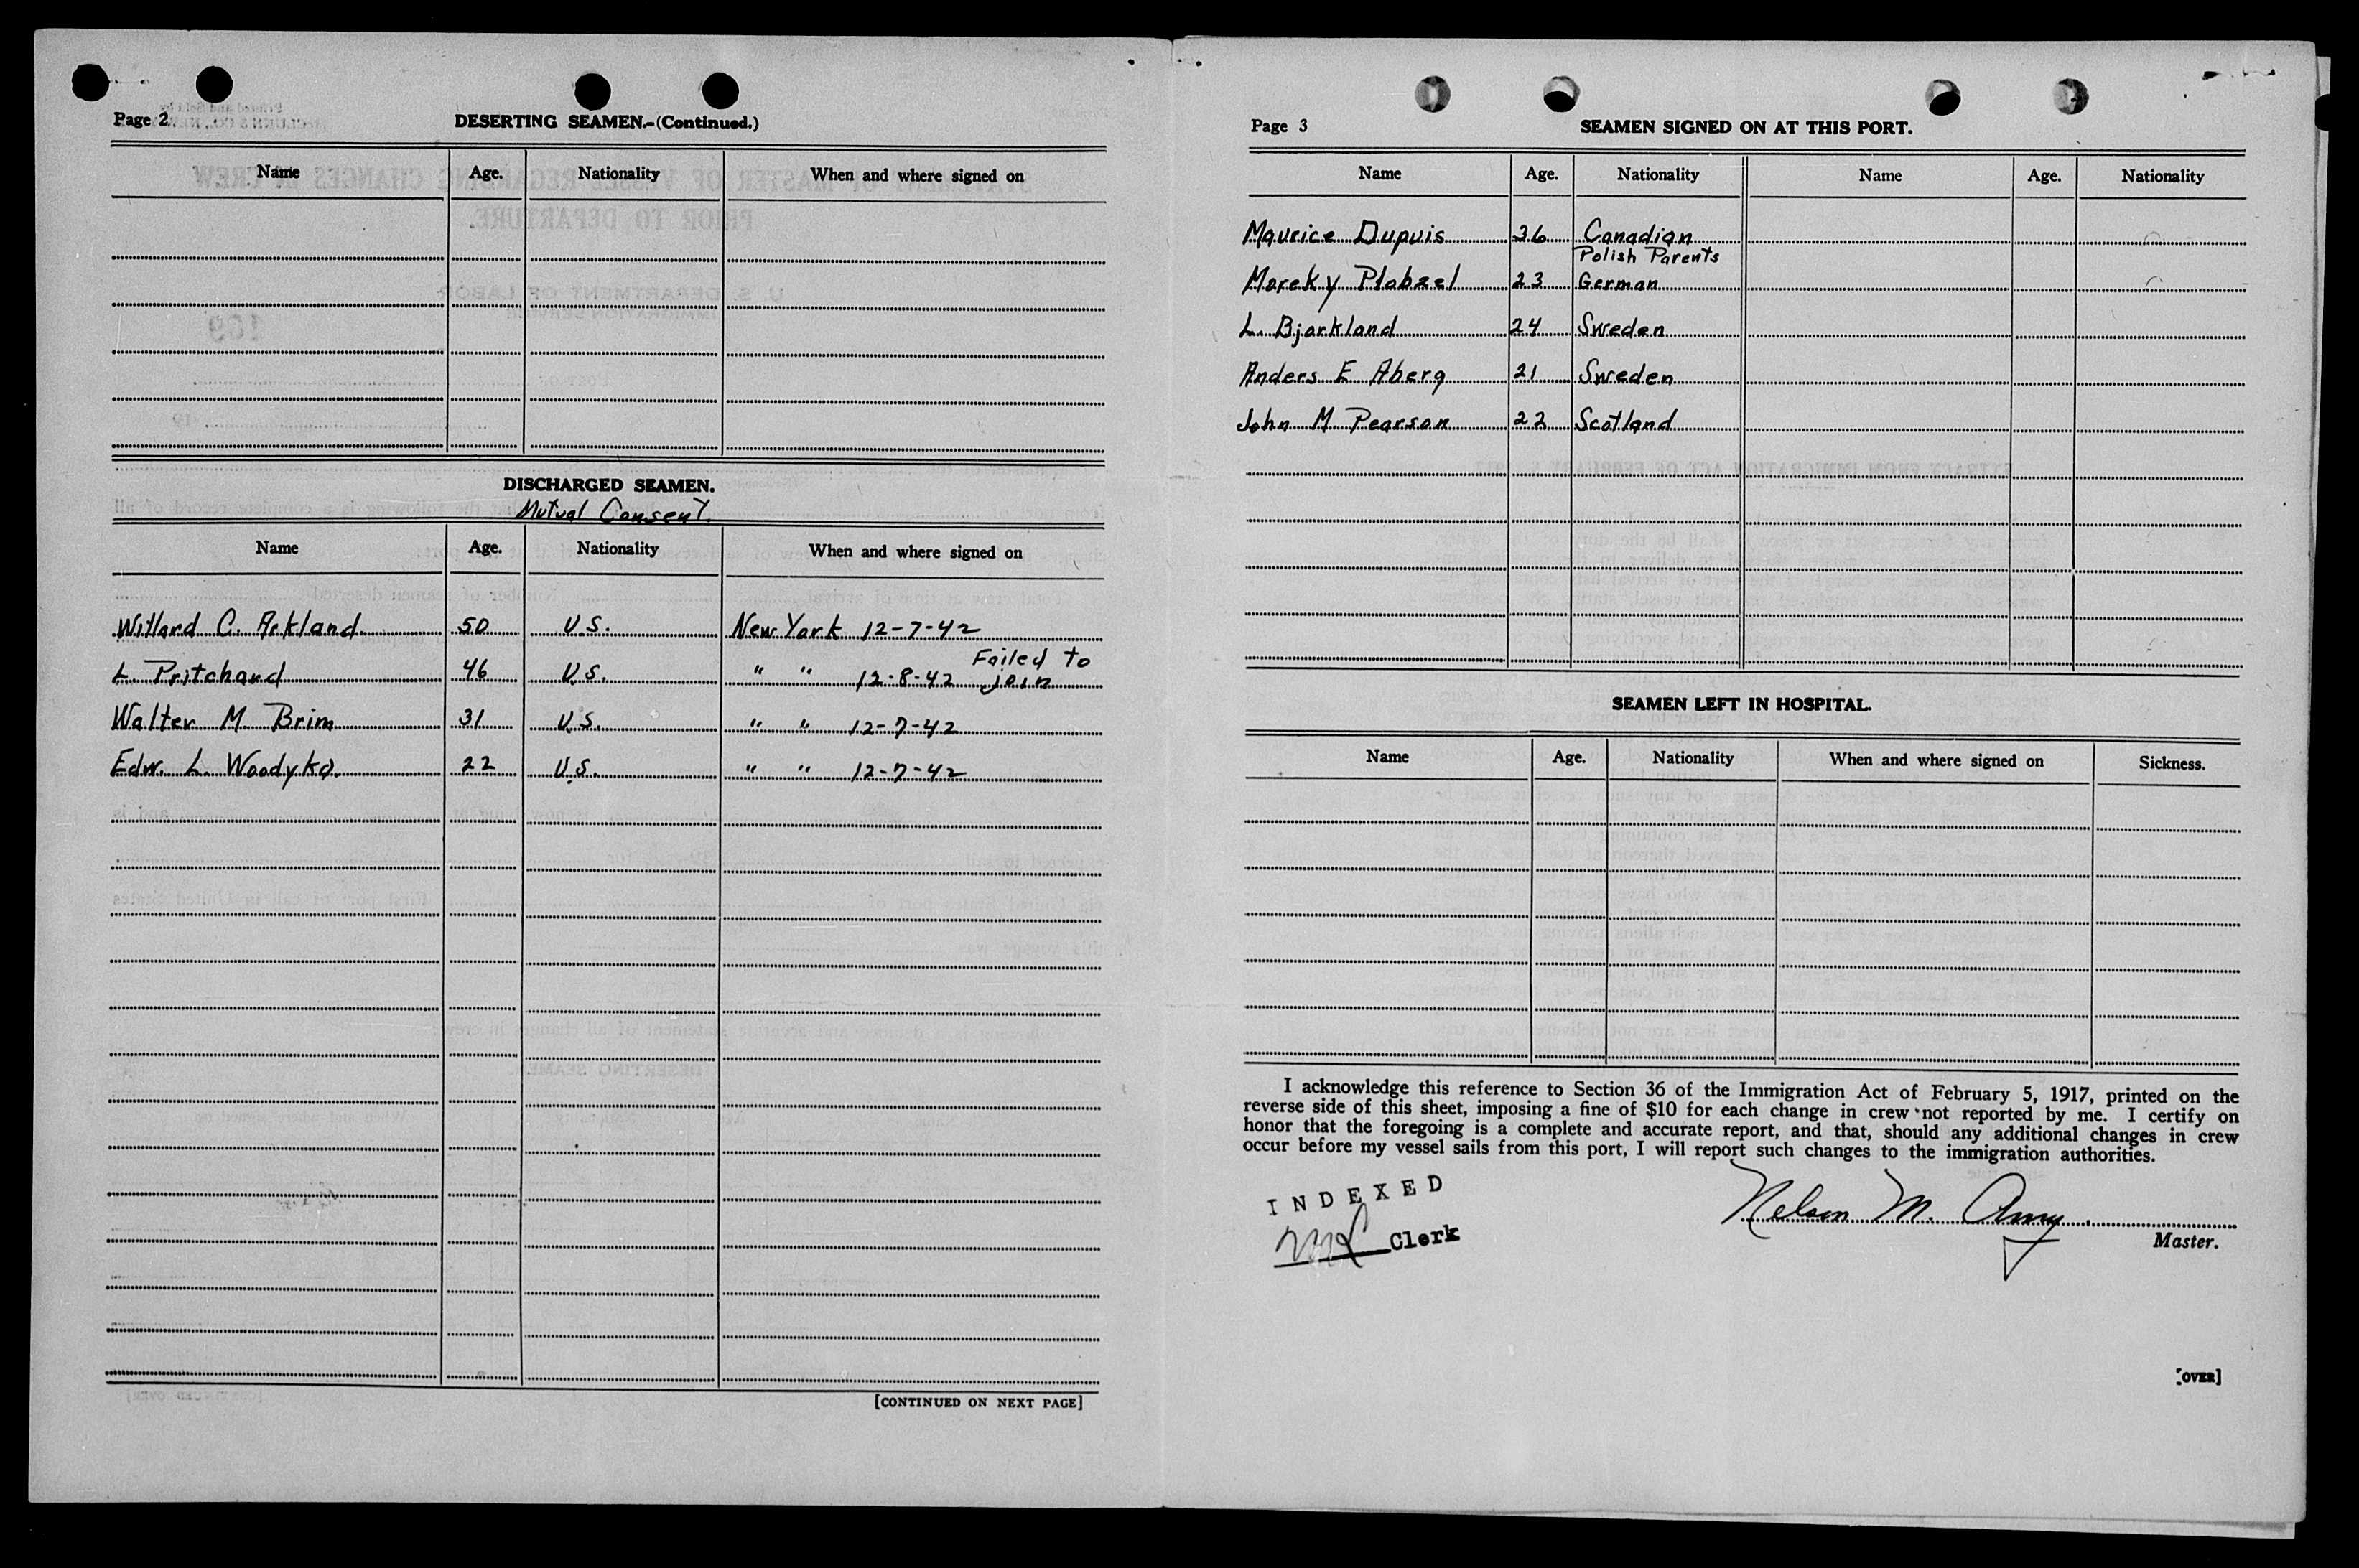 Page 2.
DESERTING SEAMEN.-(Continued.)
Name Age. Nationality When and where signed on
DISCHARGED SEAMEN.
Mutual Consent.
Name Age. Nationality When and where signed on
Willard C. Ackland 50 U.S. New York 12-7-42
L. Pritchard 46 U.S. " " 12-8-42 Failed to join
Walter M. Brim 31 U.S. " " 12-7-42
Edw. L. Woodyka. 22 U.S. " " 12-7-42
[CONTINUED ON NEXT PAGE]
Page 3
SEAMEN SIGNED ON AT THIS PORT.
Name Age. Nationality Name Age. Nationality
Maurice Dupuis 36 Canadian
Polish Parents
Mareky Plabzel 23 German
L. Bjarkland 24 Sweden
Anders E Aberg 21 Sweden
John M. Pearson 22 Scotland
SEAMEN LEFT IN HOSPITAL.
Name Age. Nationality When and where signed on Sickness.
I acknowledge this reference to Section 36 of the Immigration Act of February 5, 1917, printed on the
reverse side of this sheet, imposing a fine of $10 for each change in crew not reported by me. I certify on
honor that the foregoing is a complete and accurate report, and that, should any additional changes in crew
occur before my vessel sails from this port, I will report such changes to the immigration authorities.
INDEXED
Clerk
Nelson M. Amy
Master.
[OVER]